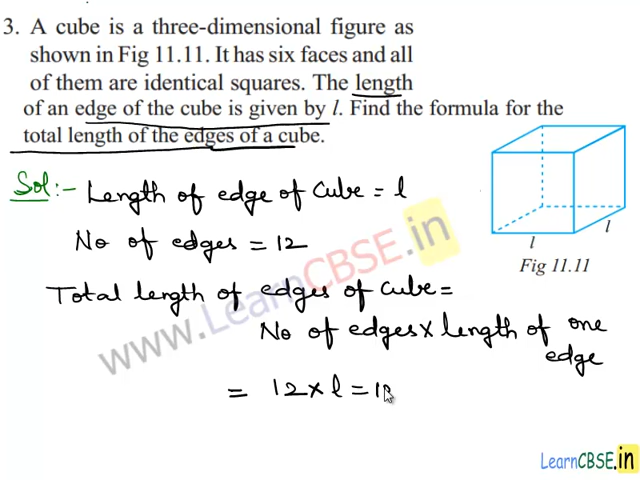 3. A cube is a three-dimensional figure as
shown in Fig 11.11. It has six faces and all
of them are identical squares. The length
of an edge of the cube is given by l. Find the formula for the
total length of the edges of a cube.
Sol:- Length of edge of cube = l
No of edges = 12
Total length of edges of cube =
No of edges × length of one
edge
= 12 × l = 12
l
l
Fig 11.11
www.LearnCBSE.in
LearnCBSE.in